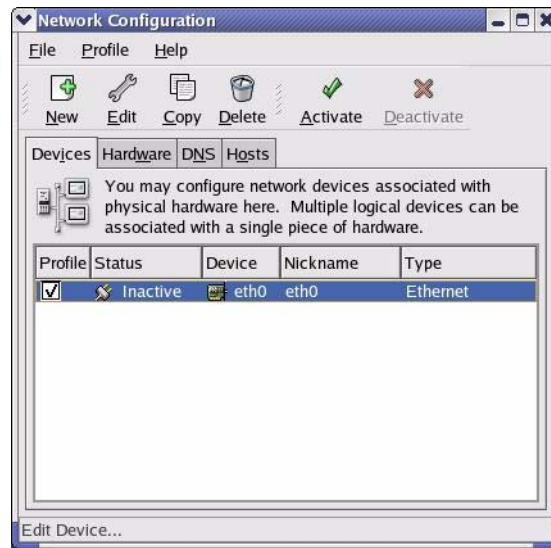 Network Configuration
File Profile Help
New Edit Copy Delete Activate Deactivate
Devices Hardware DNS Hosts
You may configure network devices associated with
physical hardware here. Multiple logical devices can be
associated with a single piece of hardware.
Profile Status Device Nickname Type
Inactive eth0 eth0 Ethernet
Edit Device...